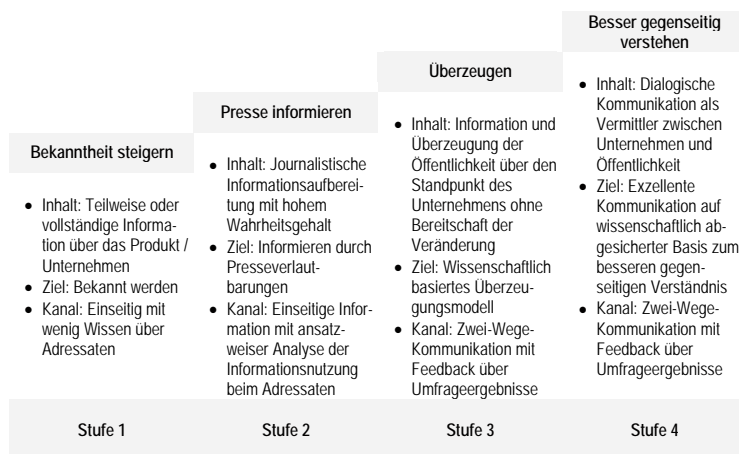 Bekanntheit steigern
• Inhalt: Teilweise oder
vollständige Informa-
tion über das Produkt /
Unternehmen
• Ziel: Bekannt werden
• Kanal: Einseitig mit
wenig Wissen über
Adressaten
Stufe 1
Presse informieren
• Inhalt: Journalistische
Informationsaufberei-
tung mit hohem
Wahrheitsgehalt
• Ziel: Informieren durch
Presseverlaut-
barungen
• Kanal: Einseitige Infor-
mation mit ansatz-
weiser Analyse der
Informationsnutzung
beim Adressaten
Stufe 2
Überzeugen
• Inhalt: Information und
Überzeugung der
Öffentlichkeit über den
Standpunkt des
Unternehmens ohne
Bereitschaft der
Veränderung
• Ziel: Wissenschaftlich
basiertes Überzeu-
gungsmodell
• Kanal: Zwei-Wege-
Kommunikation mit
Feedback über
Umfrageergebnisse
Stufe 3
Besser gegenseitig
verstehen
• Inhalt: Dialogische
Kommunikation als
Vermittler zwischen
Unternehmen und
Öffentlichkeit
• Ziel: Exzellente
Kommunikation auf
wissenschaftlich ab-
gesicherter Basis zum
besseren gegen-
seitigen Verständnis
• Kanal: Zwei-Wege-
Kommunikation mit
Feedback über
Umfrageergebnisse
Stufe 4